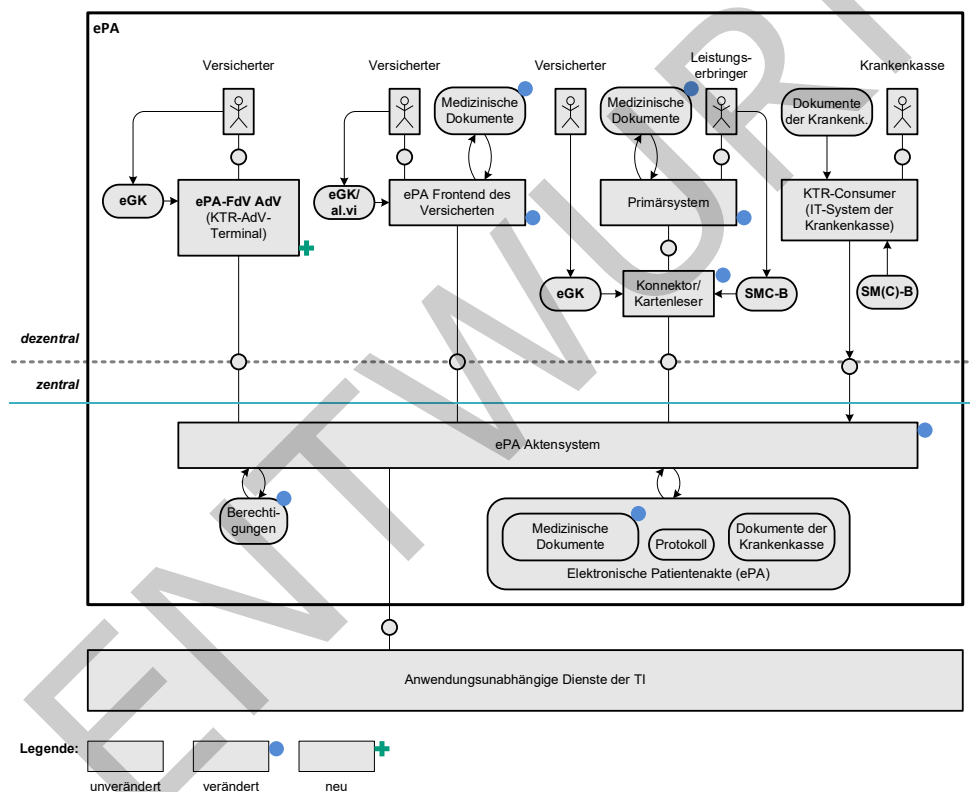 ePA
Versicherter
Versicherter
Versicherter
Leistungs-
erbringer
Krankenkasse
Medizinische
Dokumente
Medizinische
Dokumente
Dokumente
der Krankenk.
eGK
ePA-FdV AdV
(KTR-AdV-
Terminal)
eGK/
al.vi
ePA Frontend des
Versicherten
Primärsystem
KTR-Consumer
(IT-System der
Krankenkasse)
eGK
Konnektor/
Kartenleser
SMC-B
SM(C)-B
dezentral
zentral
ePA Aktensystem
Berechti-
gungen
Medizinische
Dokumente
Protokoll
Dokumente der
Krankenkasse
Elektronische Patientenakte (ePA)
Anwendungsunabhängige Dienste der TI
Legende:
unverändert
verändert
neu
ENTWURF